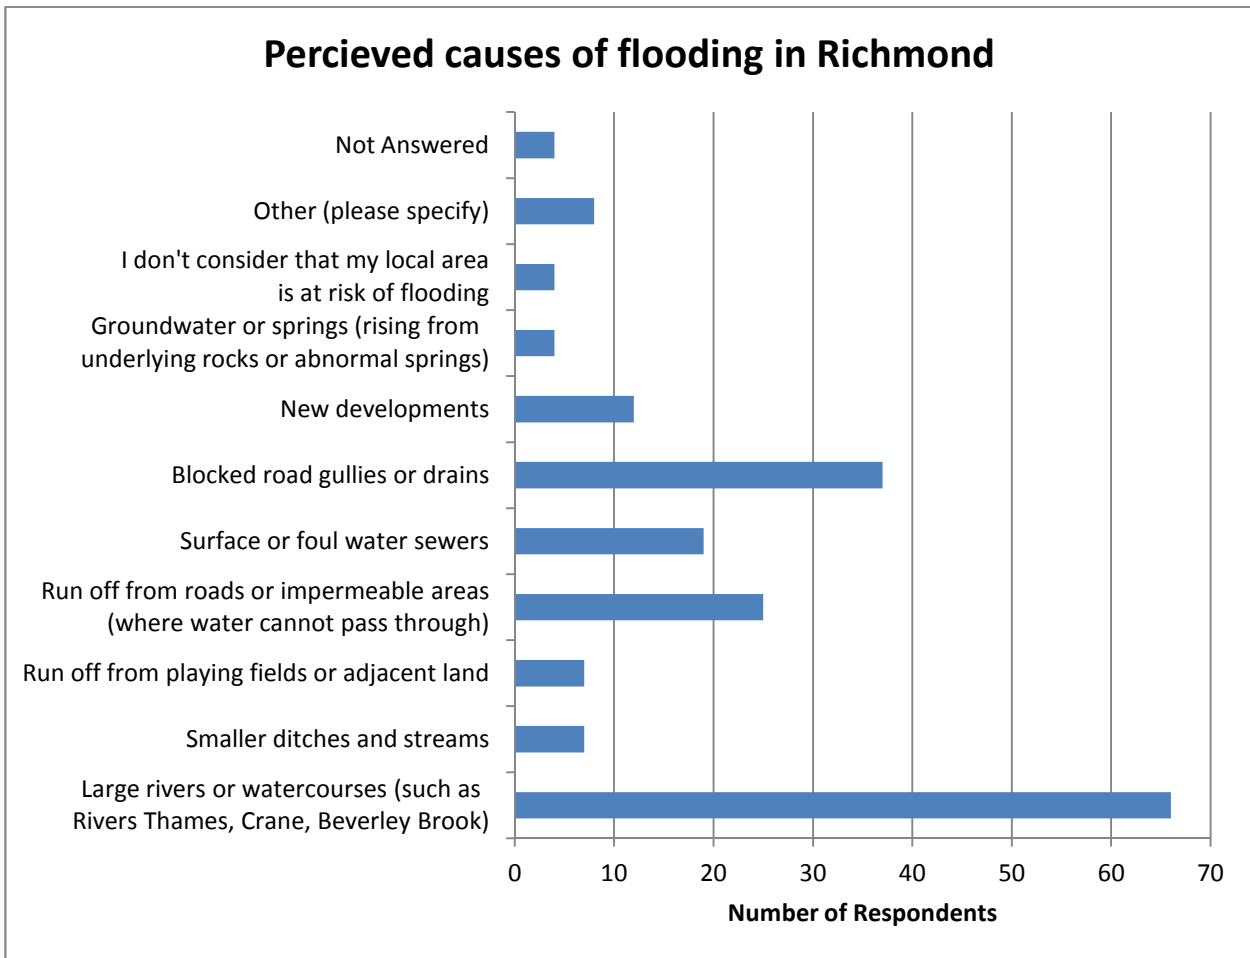 Percieved causes of flooding in Richmond
Not Answered
Other (please specify)
I don't consider that my local area
is at risk of flooding
Groundwater or springs (rising from
underlying rocks or abnormal springs)
New developments
Blocked road gullies or drains
Surface or foul water sewers
Run off from roads or impermeable areas
(where water cannot pass through)
Run off from playing fields or adjacent land
Smaller ditches and streams
Large rivers or watercourses (such as
Rivers Thames, Crane, Beverley Brook)
0 10 20 30 40 50 60 70
Number of Respondents